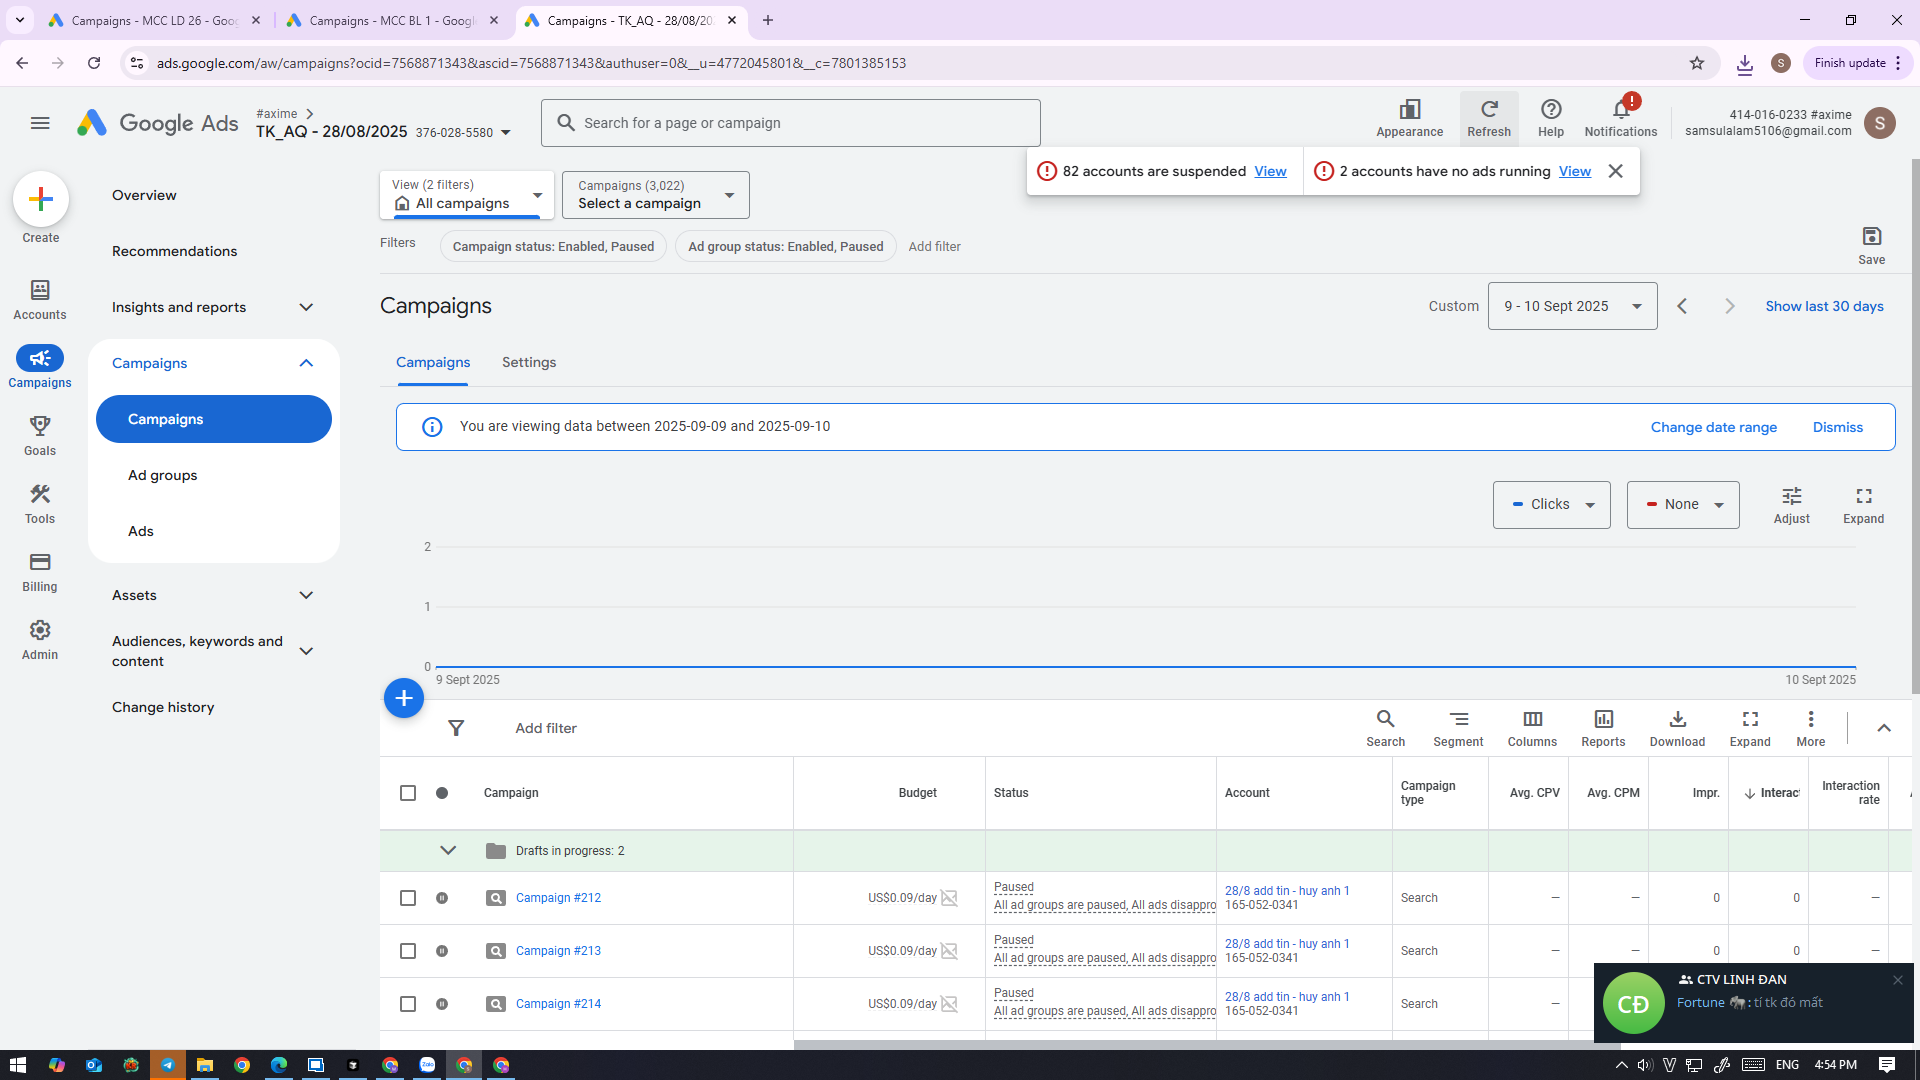 Campaigns - MCC LD 26 - Goog
Campaigns - MCC BL 1 - Google
Campaigns - TK_AQ - 28/08/20
ads.google.com/aw/campaigns?ocid=7568871343&ascid=7568871343&authuser=0&__u=4772045801&__c=7801385153
S
Finish update
Google Ads
#axime
TK_AQ - 28/08/2025 376-028-5580
Search for a page or campaign
Appearance
Refresh
Help
Notifications
414-016-0233 #axime
samsulalam5106@gmail.com
S
82 accounts are suspended View
2 accounts have no ads running View
Create
Accounts
Campaigns
Goals
Tools
Billing
Admin
Overview
Recommendations
Insights and reports
Campaigns
Campaigns
Ad groups
Ads
Assets
Audiences, keywords and
content
Change history
View (2 filters)
All campaigns
Campaigns (3,022)
Select a campaign
Filters
Campaign status: Enabled, Paused
Ad group status: Enabled, Paused
Add filter
Save
Campaigns
Custom
9 - 10 Sept 2025
Show last 30 days
Campaigns
Settings
You are viewing data between 2025-09-09 and 2025-09-10
Change date range
Dismiss
Clicks
None
Adjust
Expand
2
1
0
9 Sept 2025
10 Sept 2025
Add filter
Search
Segment
Columns
Reports
Download
Expand
More
Campaign
Budget
Status
Account
Campaign
type
Avg. CPV
Avg. CPM
Impr.
Interac
Interaction
rate
Drafts in progress: 2
Campaign #212
US$0.09/day
Paused
All ad groups are paused, All ads disappro
28/8 add tin - huy anh 1
165-052-0341
Search
—
—
0
0
—
Campaign #213
US$0.09/day
Paused
All ad groups are paused, All ads disappro
28/8 add tin - huy anh 1
165-052-0341
Search
—
—
0
0
—
Campaign #214
US$0.09/day
Paused
All ad groups are paused, All ads disappro
28/8 add tin - huy anh 1
165-052-0341
Search
—
CĐ
CTV LINH ĐAN
Fortune 🐘: tí tk đó mất
Zalo
ENG
4:54 PM